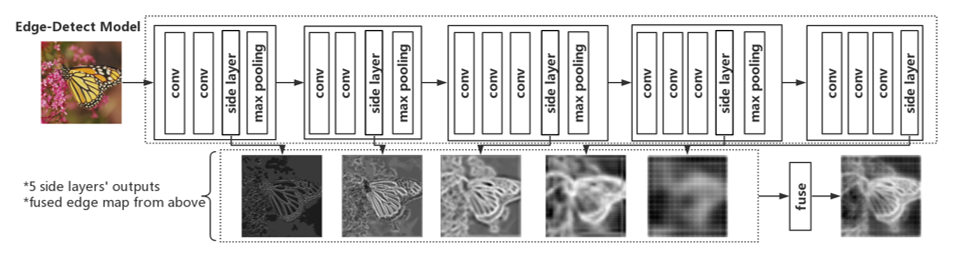 Edge-Detect Model
conv
conv
side layer
max pooling
conv
conv
side layer
max pooling
conv
conv
conv
side layer
max pooling
conv
conv
conv
side layer
max pooling
conv
conv
conv
side layer
*5 side layers' outputs
*fused edge map from above
fuse